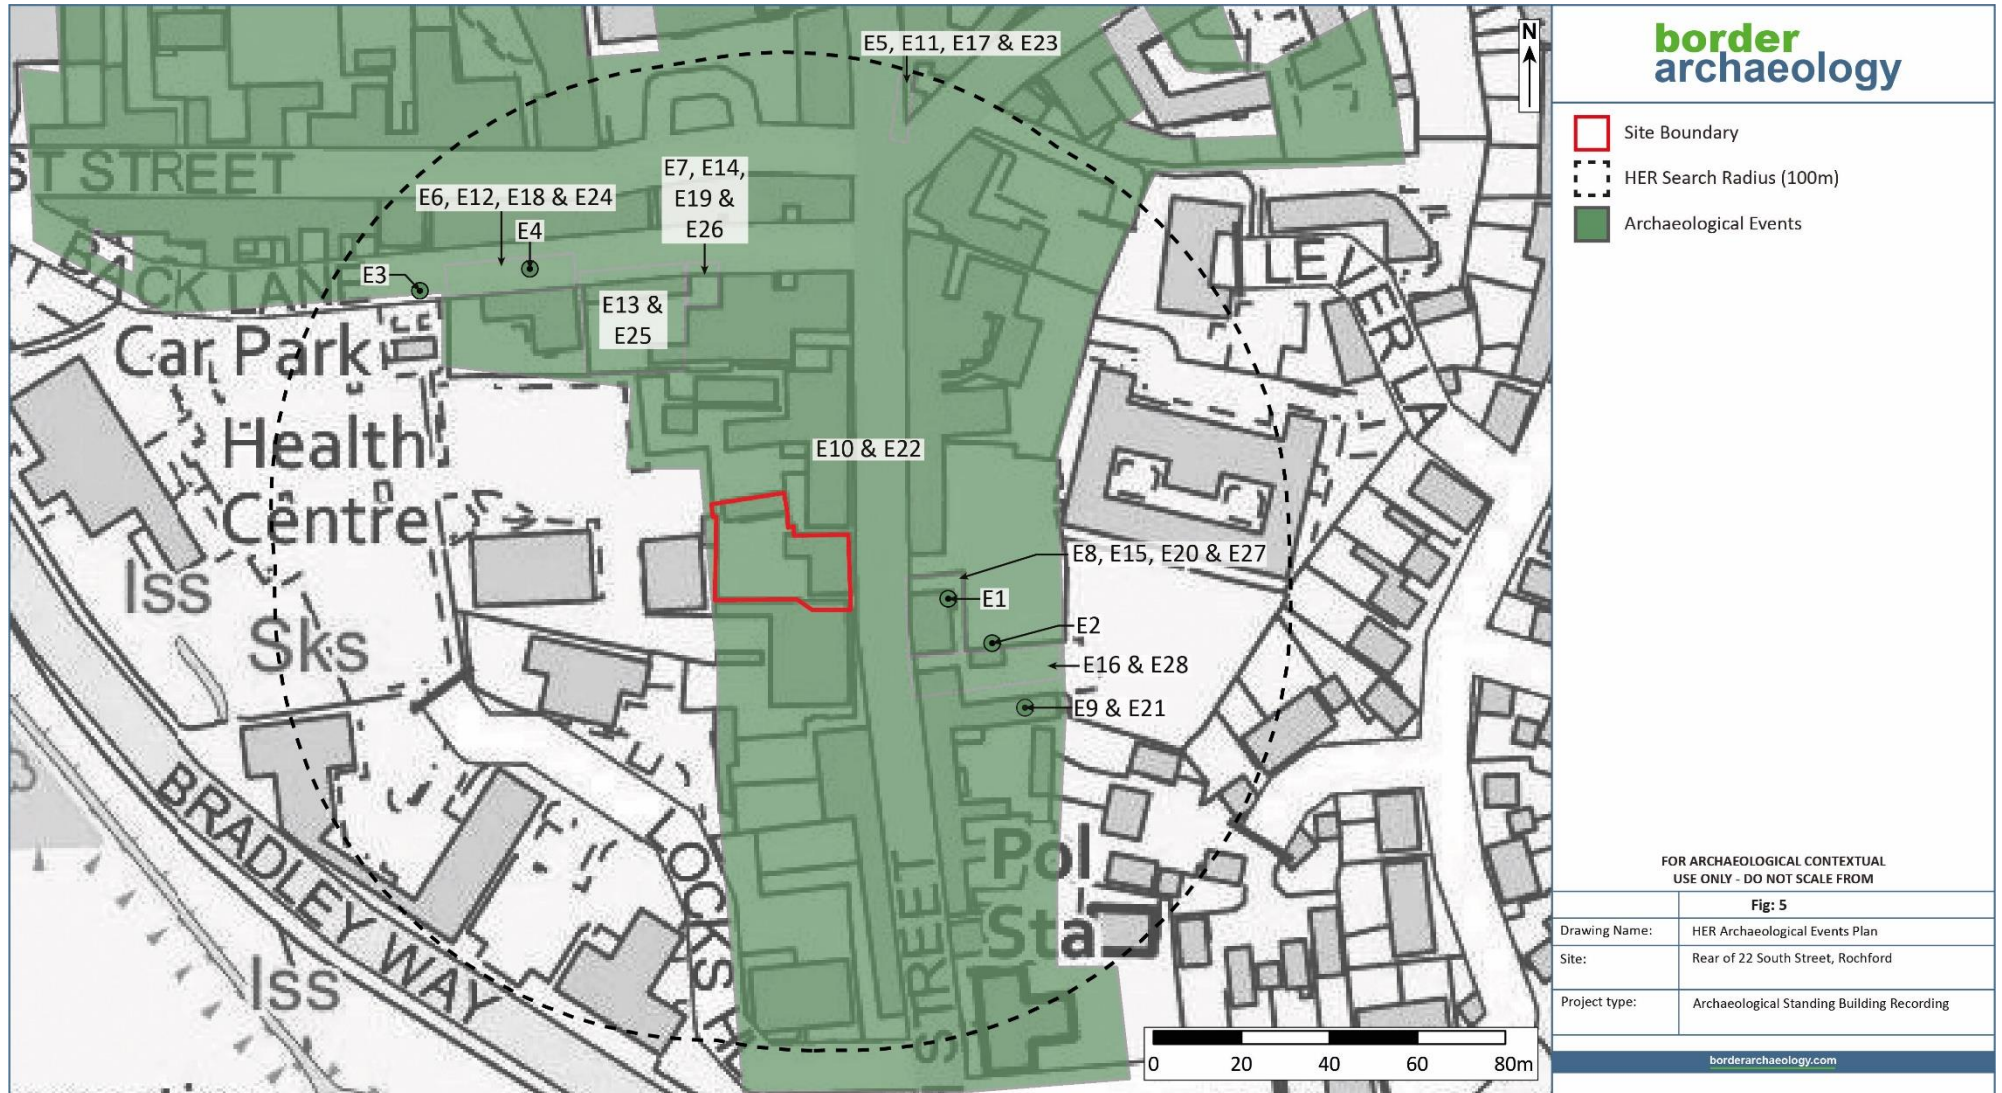 E5, E11, E17 & E23
N
ST STREET
E7, E14,
E19 &
E26
E6, E12, E18 & E24
E4
BACK LANE
E3
E13 &
E25
Car Park
Health
Centre
E10 & E22
LEVER LA
Iss
Sks
E8, E15, E20 & E27
E1
E2
E16 & E28
E9 & E21
BRADLEY WAY
LOCKS H
Pol
Sta
Iss
S STREET
0 20 40 60 80m
border
archaeology
Site Boundary
HER Search Radius (100m)
Archaeological Events
FOR ARCHAEOLOGICAL CONTEXTUAL
USE ONLY - DO NOT SCALE FROM
Fig: 5
Drawing Name: HER Archaeological Events Plan
Site: Rear of 22 South Street, Rochford
Project type: Archaeological Standing Building Recording
borderarchaeology.com